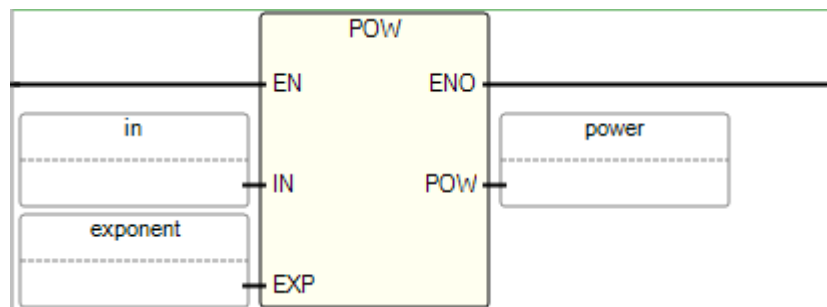 POW
EN ENO
in power
IN POW
exponent
EXP